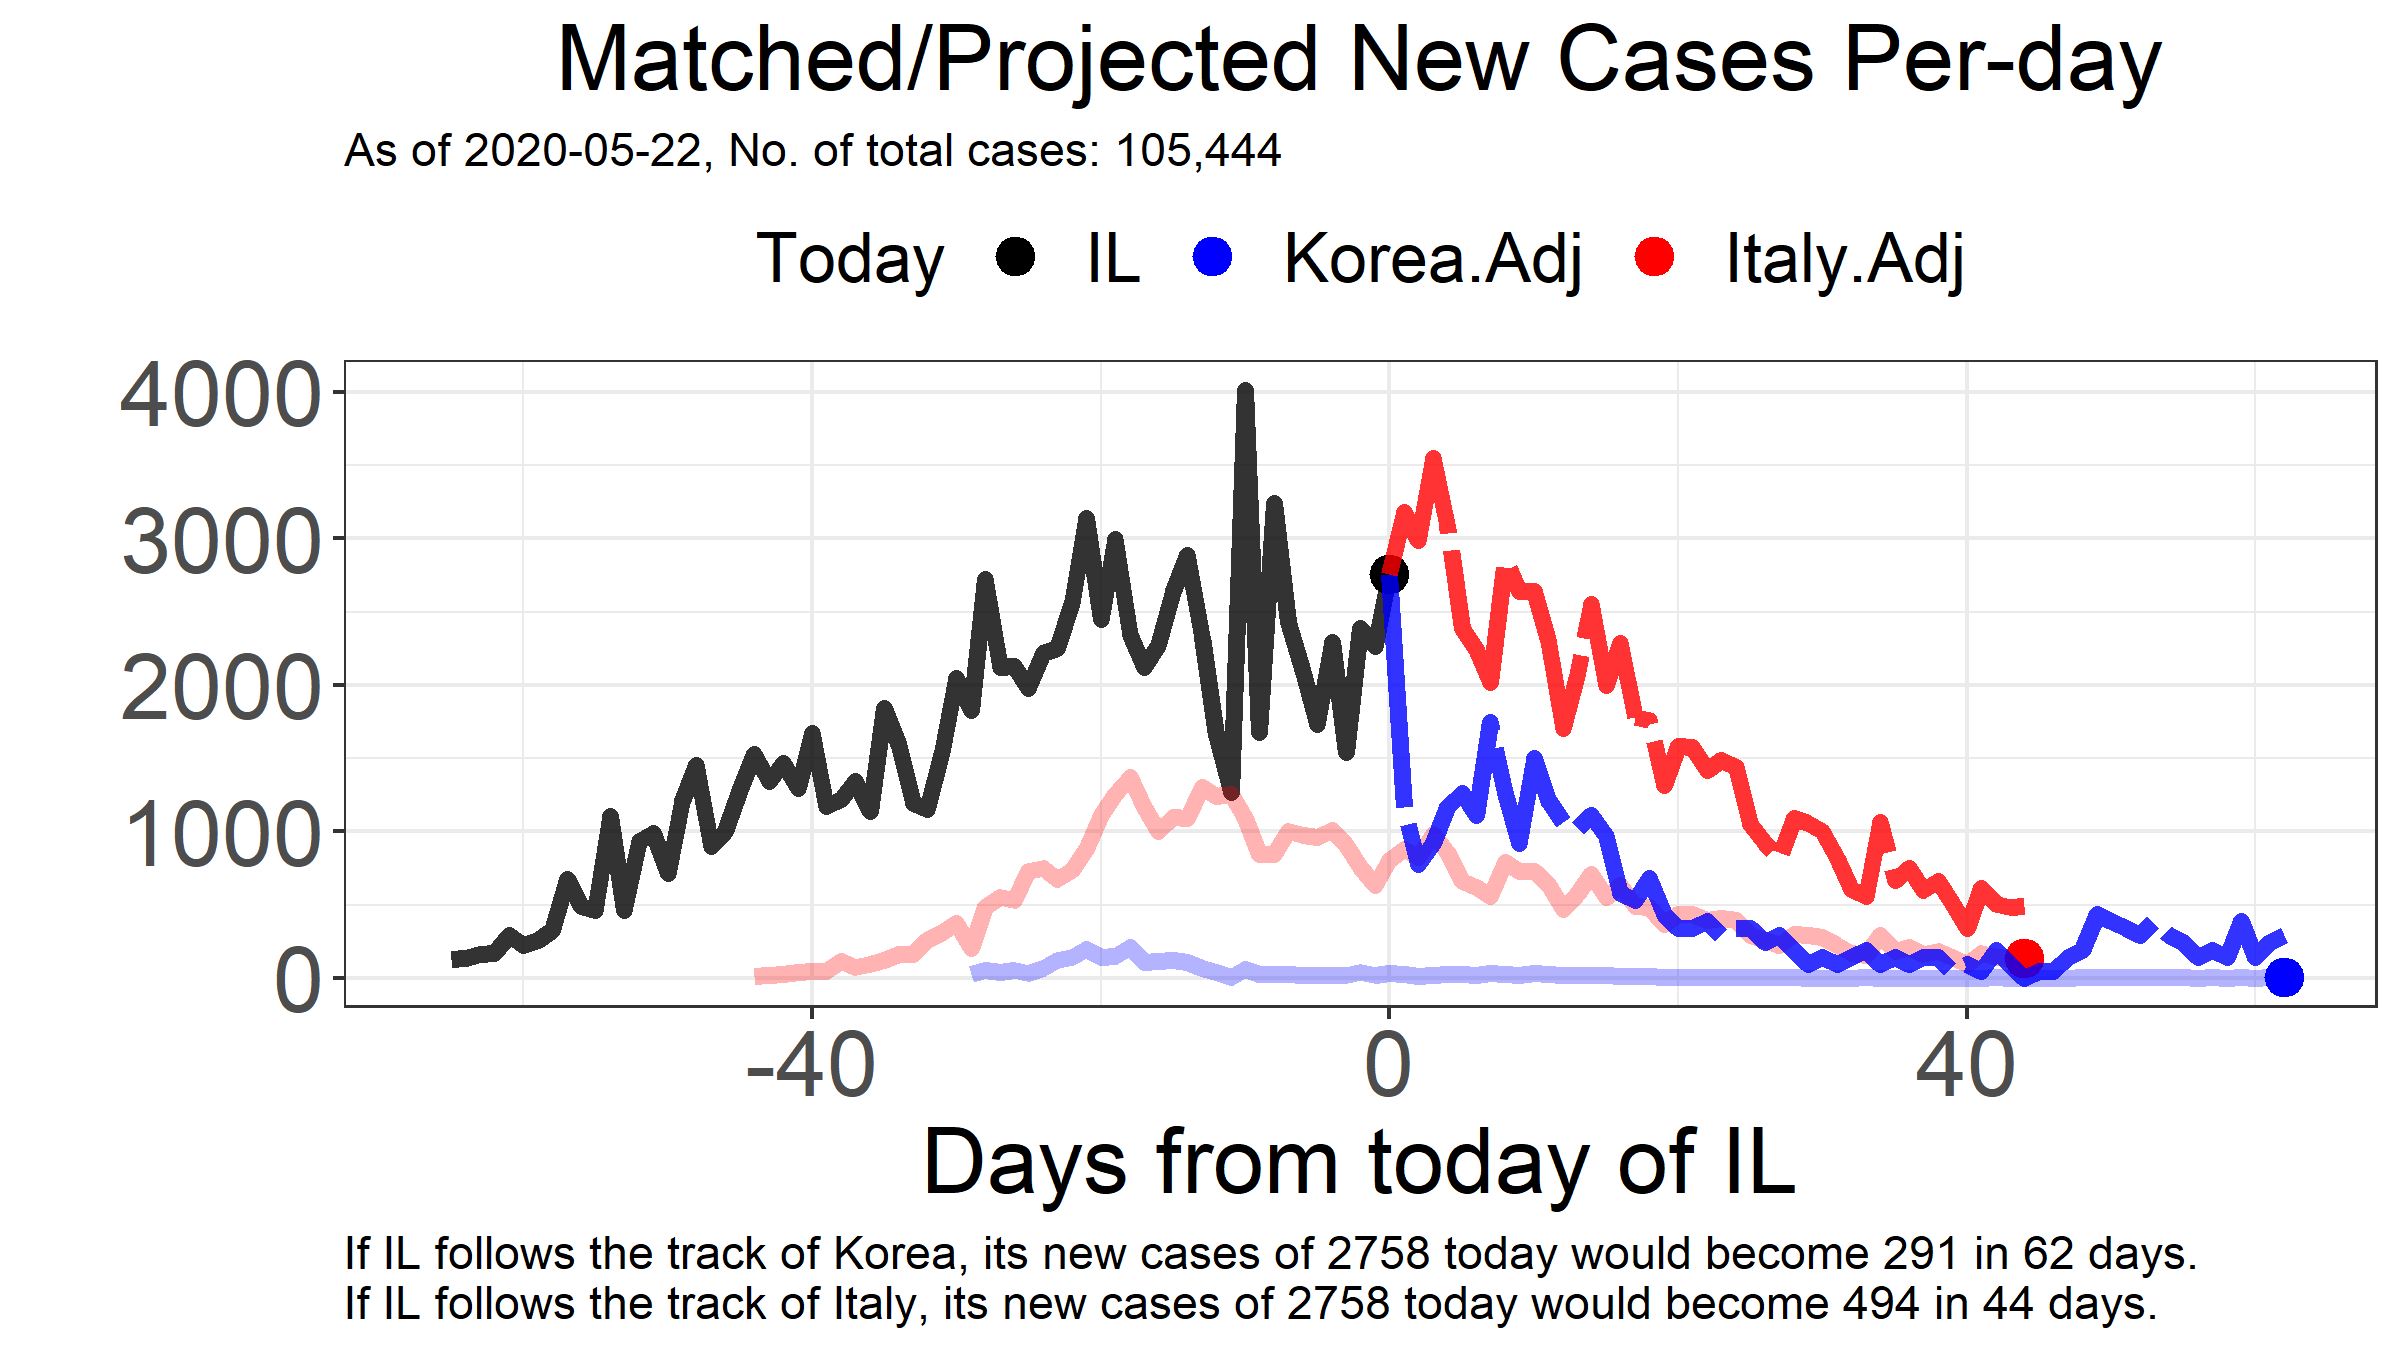 Matched/Projected New Cases Per-day
As of 2020-05-22, No. of total cases: 105,444
Today IL Korea.Adj Italy.Adj
4000
3000
2000
1000
0
-40 0 40
Days from today of IL
If IL follows the track of Korea, its new cases of 2758 today would become 291 in 62 days.
If IL follows the track of Italy, its new cases of 2758 today would become 494 in 44 days.